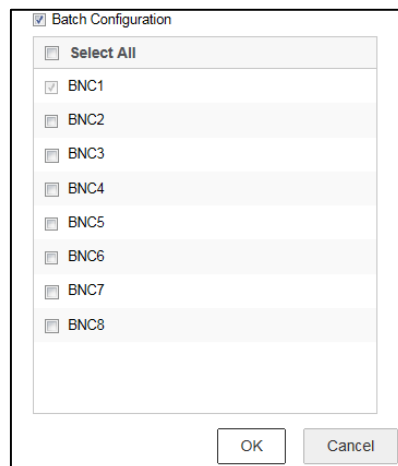 Batch Configuration
Select All
BNC1
BNC2
BNC3
BNC4
BNC5
BNC6
BNC7
BNC8
OK Cancel